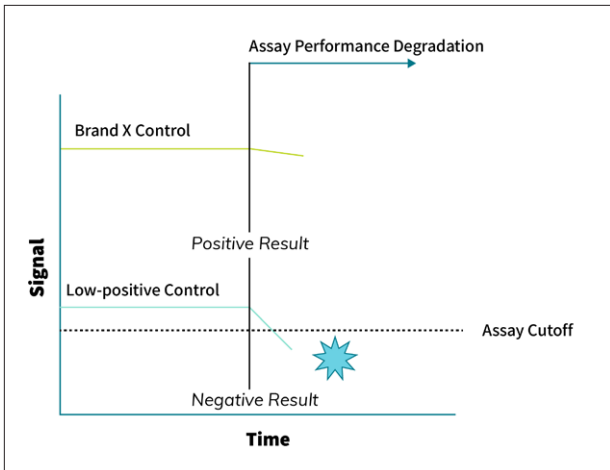 Assay Performance Degradation
Brand X Control
Positive Result
Low-positive Control
Assay Cutoff
Negative Result
Signal
Time